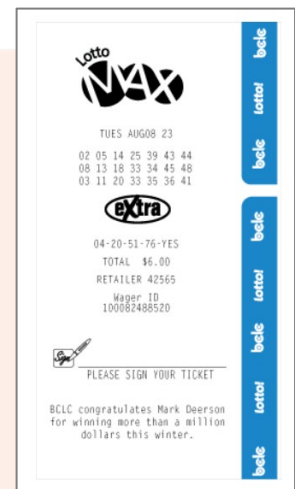 Lotto
MAX
TUES AUG08 23
02 05 14 25 39 43 44
08 13 18 33 34 45 48
03 11 20 33 35 36 41
eXtra
04-20-51-76-YES
TOTAL $6.00
RETAILER 42565
Wager ID
100082488520
Sign
PLEASE SIGN YOUR TICKET
BCLC congratulates Mark Deerson
for winning more than a million
dollars this winter.
bclc
lotto!
bclc
bclc
lotto!
bclc
lotto!
bclc